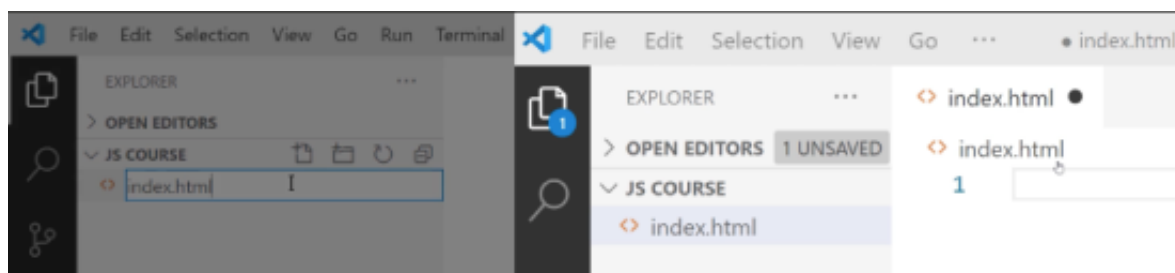 File Edit Selection View Go Run Terminal
EXPLORER ...
> OPEN EDITORS
JS COURSE
index.html
File Edit Selection View Go ... ● index.html
EXPLORER ... <> index.html ●
> OPEN EDITORS 1 UNSAVED <> index.html
JS COURSE 1
<> index.html
1